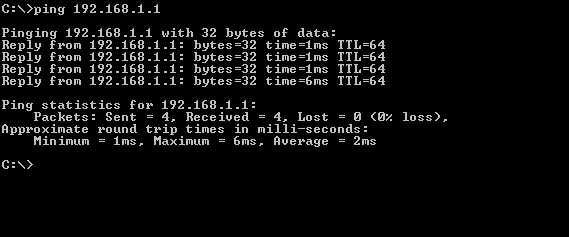 C:\>ping 192.168.1.1
Pinging 192.168.1.1 with 32 bytes of data:
Reply from 192.168.1.1: bytes=32 time=1ms TTL=64
Reply from 192.168.1.1: bytes=32 time=1ms TTL=64
Reply from 192.168.1.1: bytes=32 time=1ms TTL=64
Reply from 192.168.1.1: bytes=32 time=6ms TTL=64
Ping statistics for 192.168.1.1:
    Packets: Sent = 4, Received = 4, Lost = 0 (0% loss),
Approximate round trip times in milli-seconds:
    Minimum = 1ms, Maximum = 6ms, Average = 2ms
C:\>